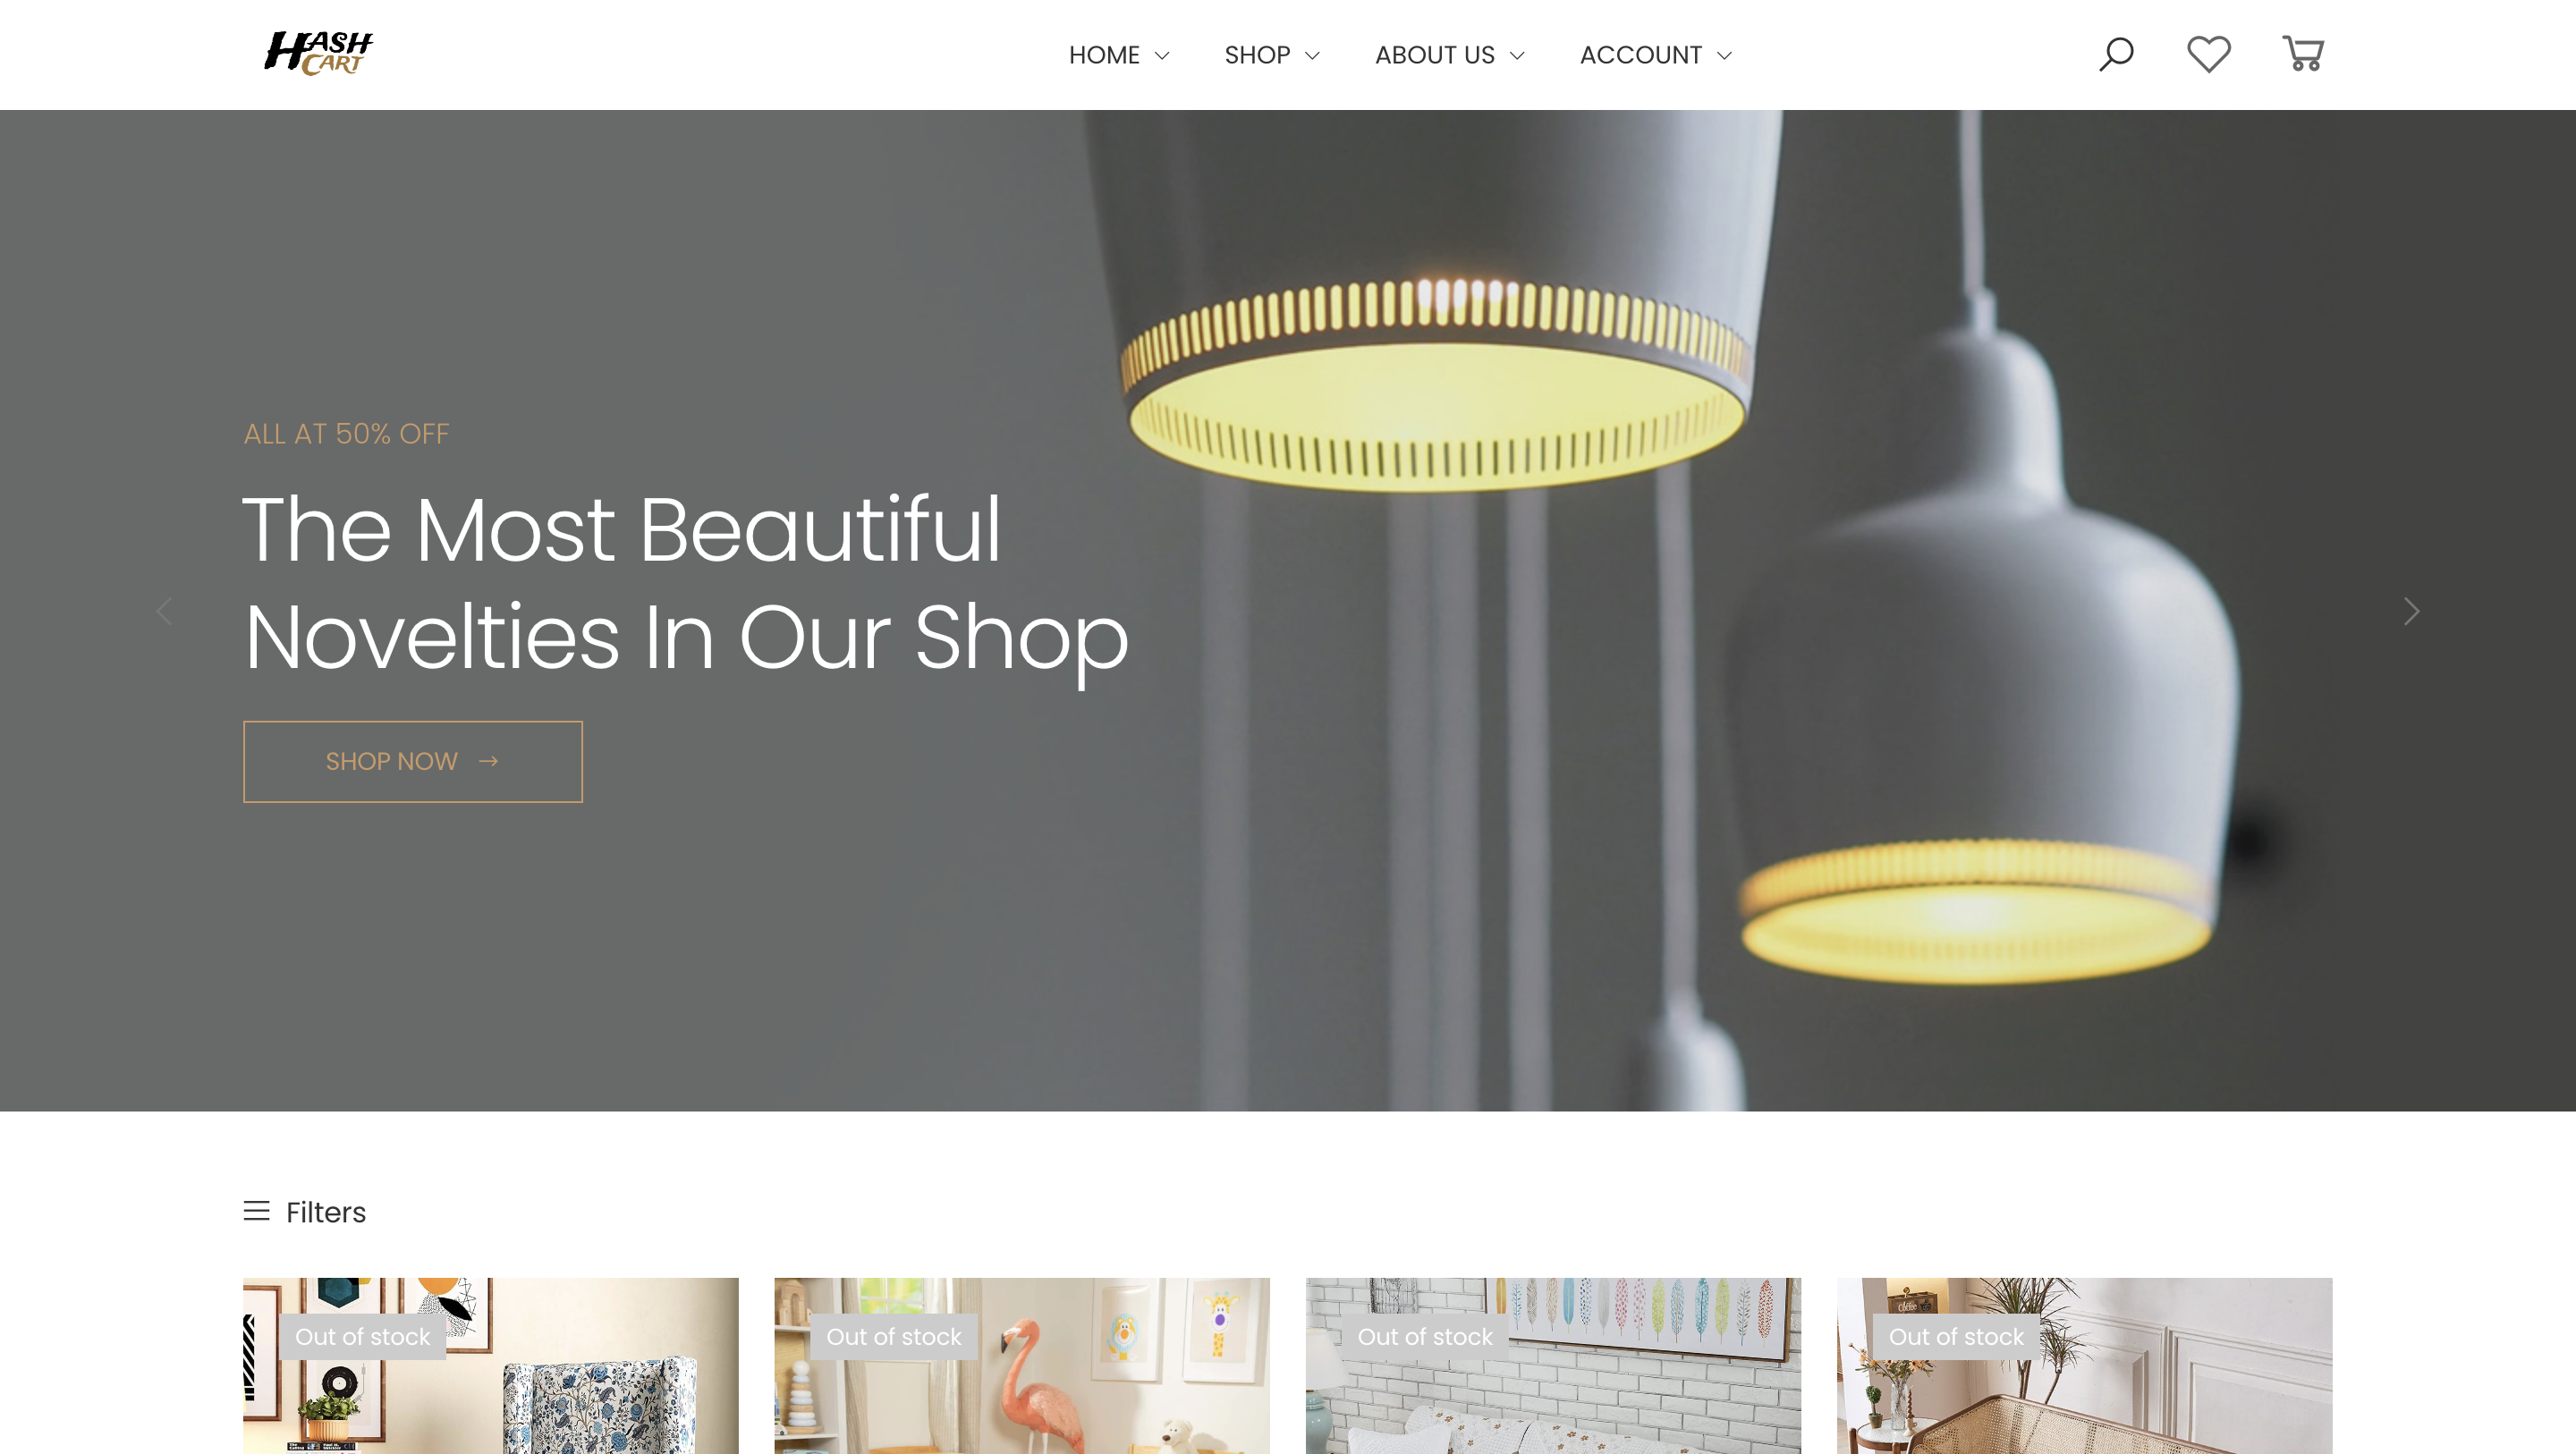 HASH
CART
HOME
SHOP
ABOUT US
ACCOUNT
ALL AT 50% OFF
The Most Beautiful
Novelties In Our Shop
SHOP NOW
Filters
Out of stock
Out of stock
Out of stock
Out of stock
Coffee